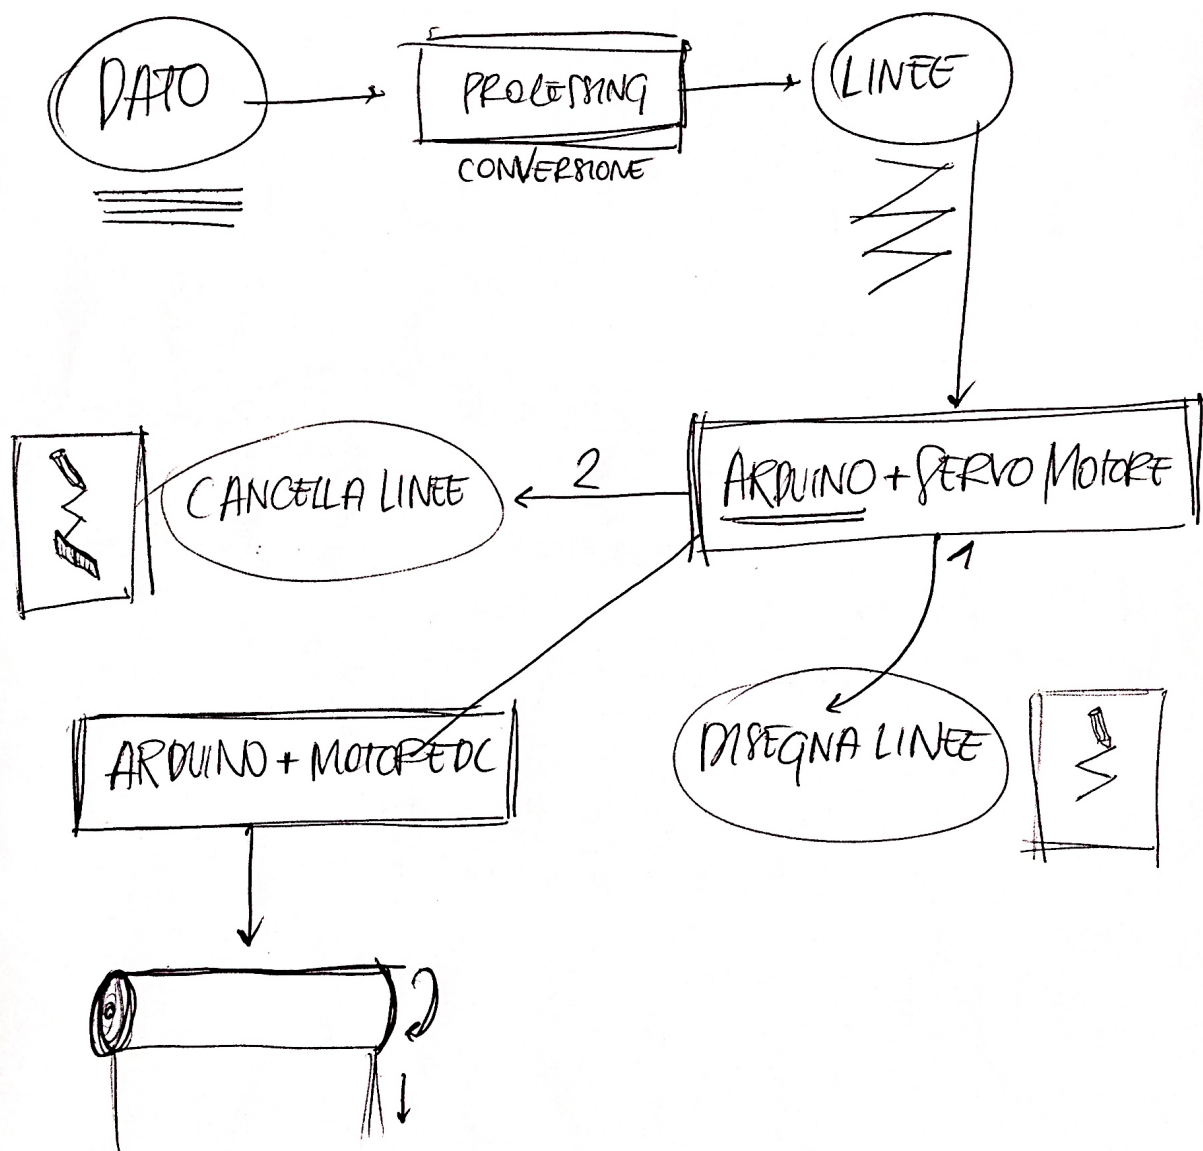 DATO
PROCESSING
CONVERSIONE
LINEE
ARDUINO + SERVO MOTORE
2
CANCELLA LINEE
1
DISEGNA LINEE
ARDUINO + MOTORE DC